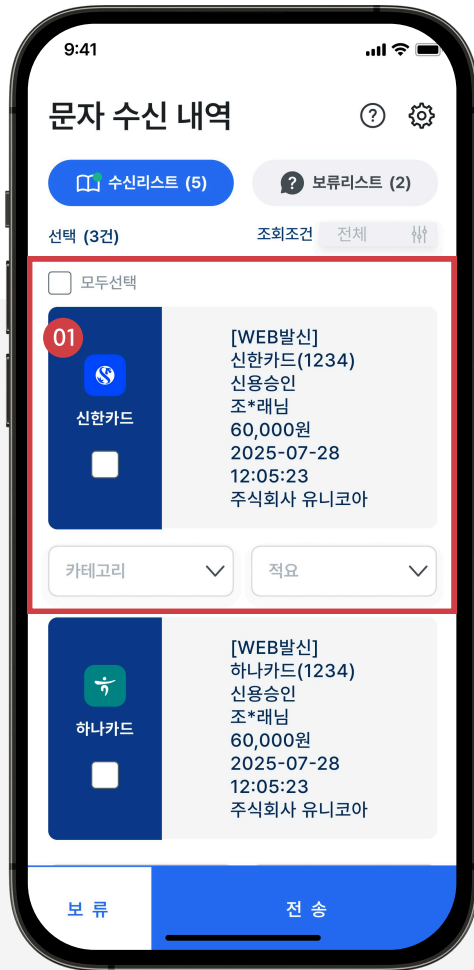 9:41
문자 수신 내역
?
수신리스트 (5)
? 보류리스트 (2)
선택 (3건)
조회조건 전체
모두선택
01
신한카드
[WEB발신]
신한카드(1234)
신용승인
조*래님
60,000원
2025-07-28
12:05:23
주식회사 유니코아
카테고리
적요
하나카드
[WEB발신]
하나카드(1234)
신용승인
조*래님
60,000원
2025-07-28
12:05:23
주식회사 유니코아
보 류
전 송